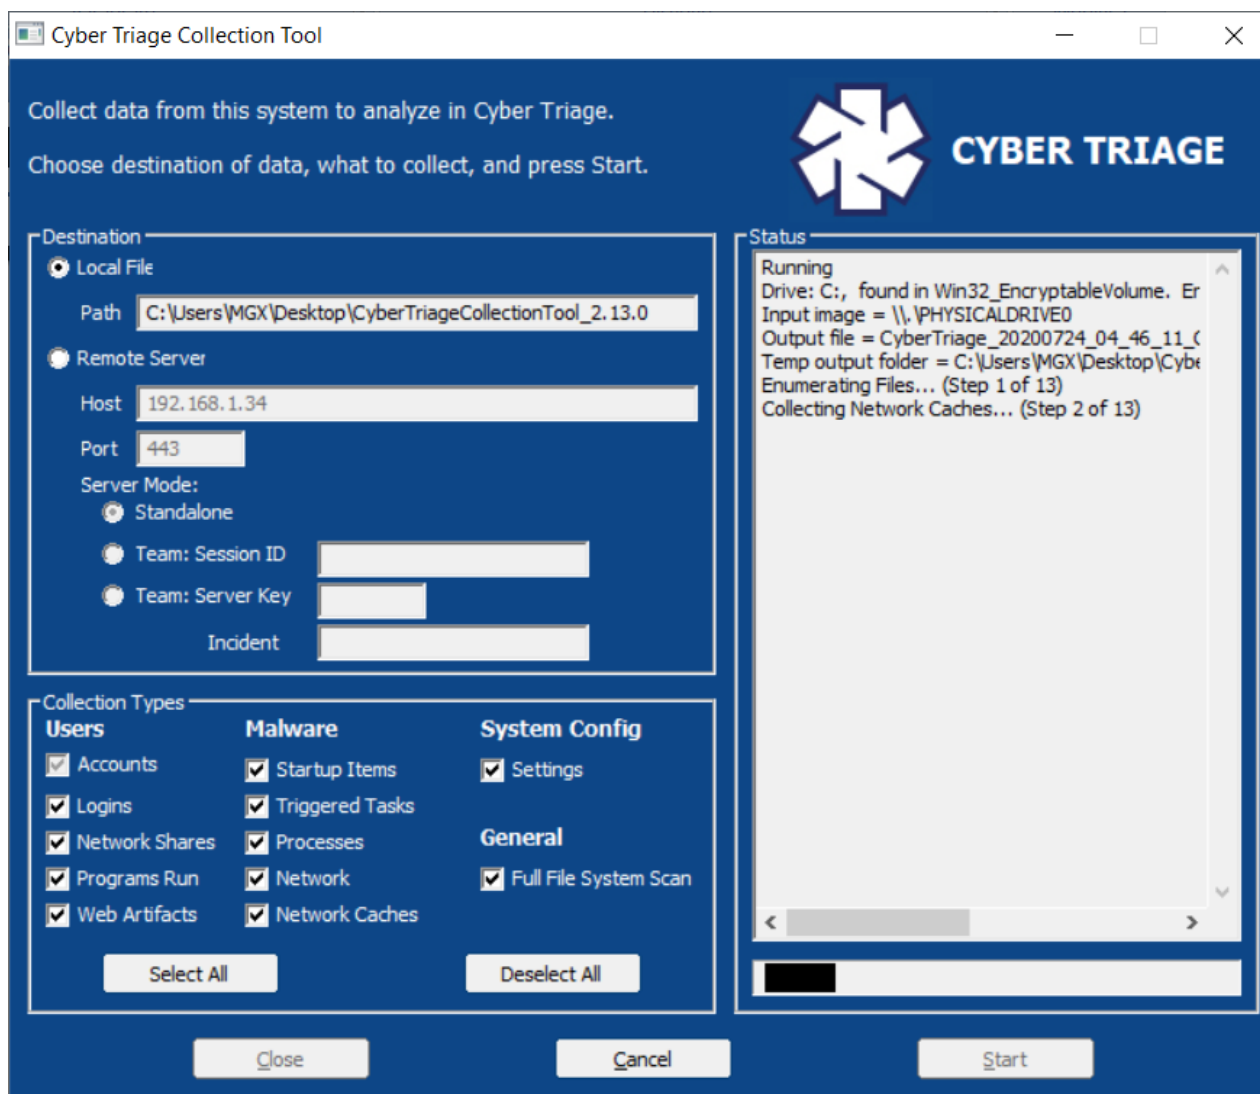 Cyber Triage Collection Tool
Collect data from this system to analyze in Cyber Triage.
Choose destination of data, what to collect, and press Start.
CYBER TRIAGE
Destination
Local File
Path C:\Users\MGX\Desktop\CyberTriageCollectionTool_2.13.0
Remote Server
Host 192.168.1.34
Port 443
Server Mode:
Standalone
Team: Session ID
Team: Server Key
Incident
Status
Running
Drive: C:, found in Win32_EncryptableVolume. Er
Input image = \\.\PHYSICALDRIVE0
Output file = CyberTriage_20200724_04_46_11_
Temp output folder = C:\Users\MGX\Desktop\Cybe
Enumerating Files... (Step 1 of 13)
Collecting Network Caches... (Step 2 of 13)
Collection Types
Users
Accounts
Logins
Network Shares
Programs Run
Web Artifacts
Malware
Startup Items
Triggered Tasks
Processes
Network
Network Caches
System Config
Settings
General
Full File System Scan
Select All
Deselect All
Close
Cancel
Start